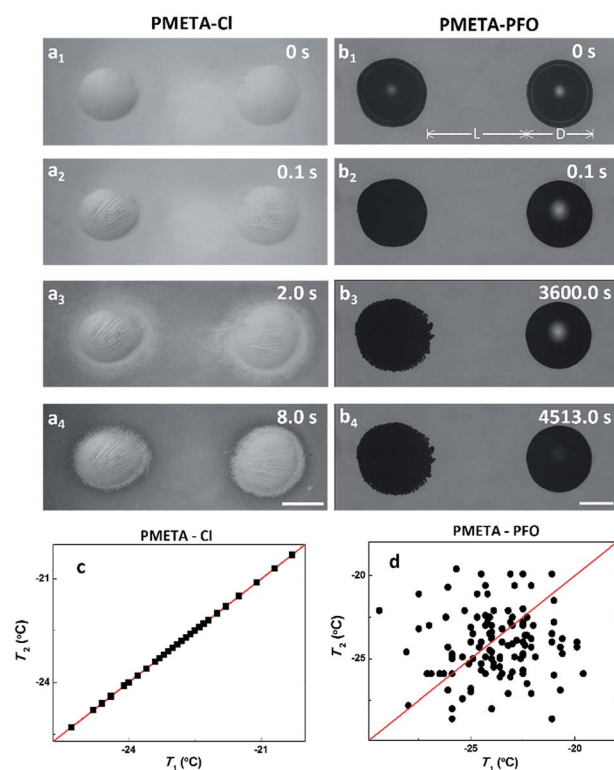 PMETA-Cl PMETA-PFO
a1 0 s b1 0 s
L D
a2 0.1 s b2 0.1 s
a3 2.0 s b3 3600.0 s
a4 8.0 s b4 4513.0 s
PMETA - Cl PMETA - PFO
c d
T2 (°C) -21 -24
-24 -21
T1 (°C)
T2 (°C) -20 -25
-25 -20
T1 (°C)